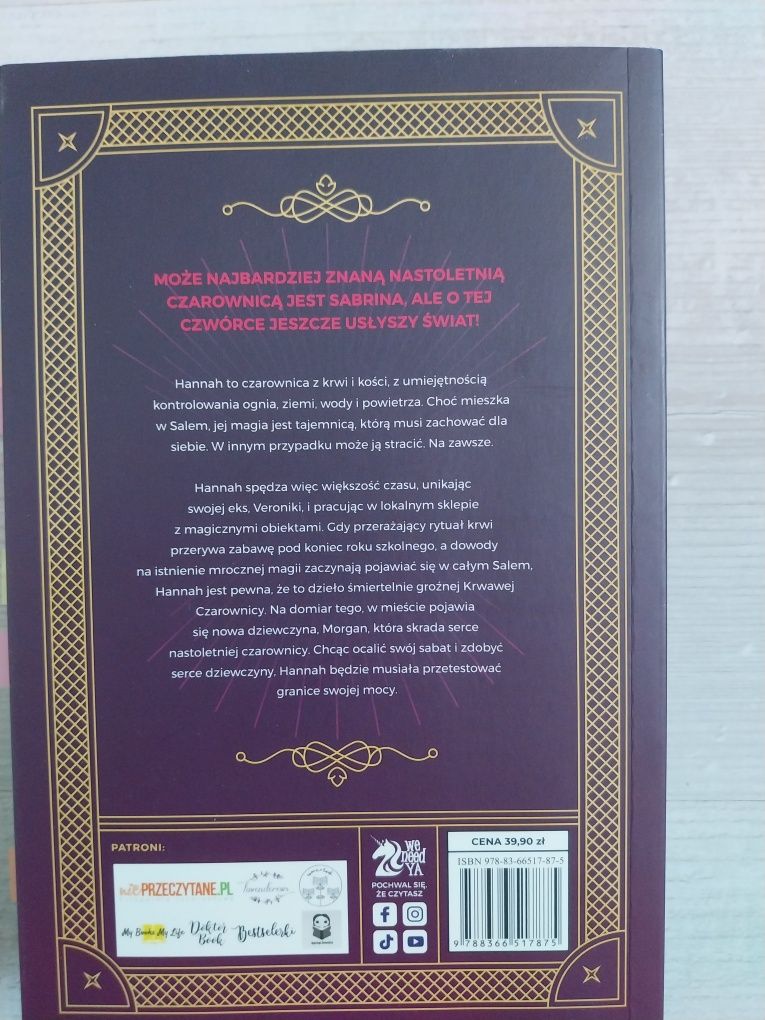 MOŻE NAJBARDZIEJ ZNANĄ NASTOLETNIĄ
CZAROWNICĄ JEST SABRINA, ALE O TEJ
CZWÓRCE JESZCZE USŁYSZY ŚWIAT!
Hannah to czarownica z krwi i kości, z umiejętnością
kontrolowania ognia, ziemi, wody i powietrza. Choć mieszka
w Salem, jej magia jest tajemnicą, którą musi zachować dla
siebie. W innym przypadku może ją stracić. Na zawsze.
Hannah spędza więc większość czasu, unikając
swojej eks, Veroniki, i pracując w lokalnym sklepie
z magicznymi obiektami. Gdy przerażający rytuał krwi
przerywa zabawę pod koniec roku szkolnego, a dowody
na istnienie mrocznej magii zaczynają pojawiać się w całym Salem,
Hannah jest pewna, że to dzieło śmiertelnie groźnej Krwawej
Czarownicy. Na domiar tego, w mieście pojawia
się nowa dziewczyna, Morgan, która skrada serce
nastoletniej czarownicy. Chcąc ocalić swój sabat i zdobyć
serce dziewczyny, Hannah będzie musiała przetestować
granice swojej mocy.
PATRONI:
niePRZECZYTANE.PL
My Books My Life
Doktor
Book
Bestselerki
we
need
YA
POCHWAL SIĘ,
ŻE CZYTASZ
CENA 39,90 zł
ISBN 978-83-66517-87-5
9 788366 517875